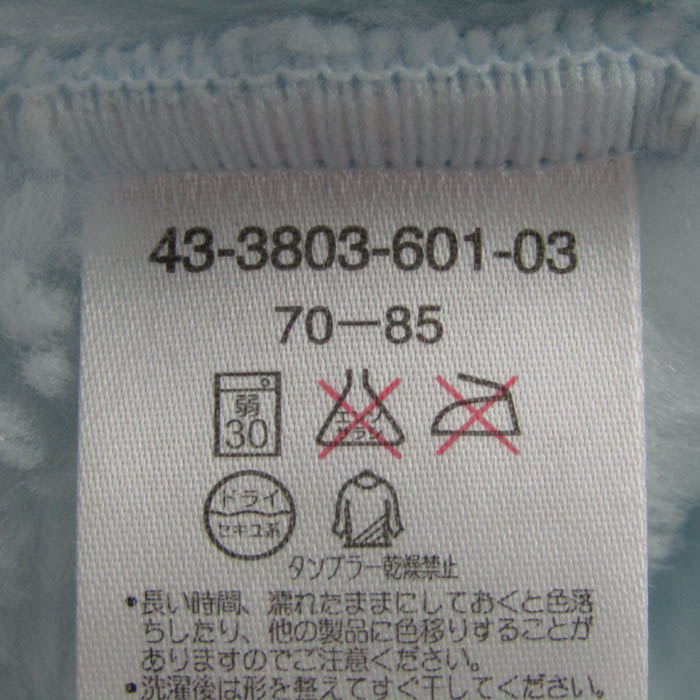 43-3803-601-03
70—85
弱
30
エンソ
サラシ
ドライ
セキユ系
タンブラー乾燥禁止
•長い時間、濡れたままにしておくと色落
ちしたり、他の製品に色移りすることが
ありますのでご注意ください。
•洗濯後は形を整えてすぐ干してください。